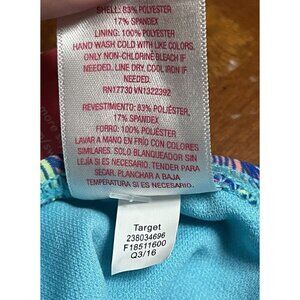 SHELL: 83% POLYESTER
17% SPANDEX
LINING: 100% POLYESTER
HAND WASH COLD WITH LIKE COLORS.
ONLY NON-CHLORINE BLEACH IF
NEEDED. LINE DRY, COOL IRON IF
NEEDED.
RN17730 VN1322392
REVESTIMIENTO: 83% POLIÉSTER,
17% SPANDEX
FORRO: 100% POLIÉSTER
LAVAR A MANO EN FRÍO CON COLORES
SIMILARES. SOLO BLANQUEADOR SIN
LEJÍA SI ES NECESARIO. TENDER PARA
SECAR. PLANCHAR A BAJA
TEMPERATURA SI ES NECESARIO.
more
Target
238034696
F18511600
Q3/16